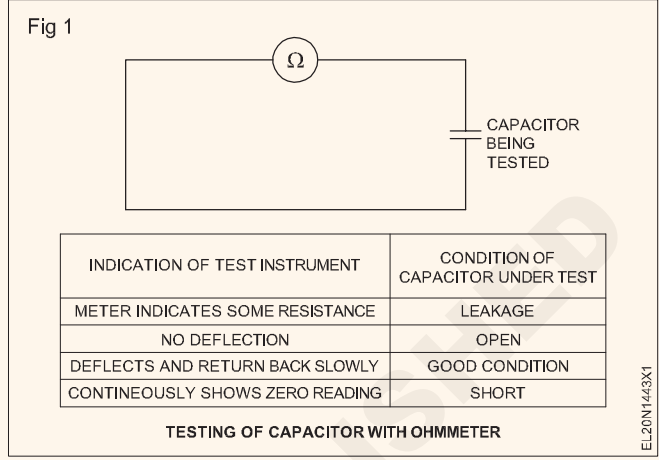 Fig 1
Ω
CAPACITOR
BEING
TESTED
INDICATION OF TEST INSTRUMENT
CONDITION OF
CAPACITOR UNDER TEST
METER INDICATES SOME RESISTANCE
LEAKAGE
NO DEFLECTION
OPEN
DEFLECTS AND RETURN BACK SLOWLY
GOOD CONDITION
CONTINEOUSLY SHOWS ZERO READING
SHORT
TESTING OF CAPACITOR WITH OHMMETER
EL20N1443X1
ISHED